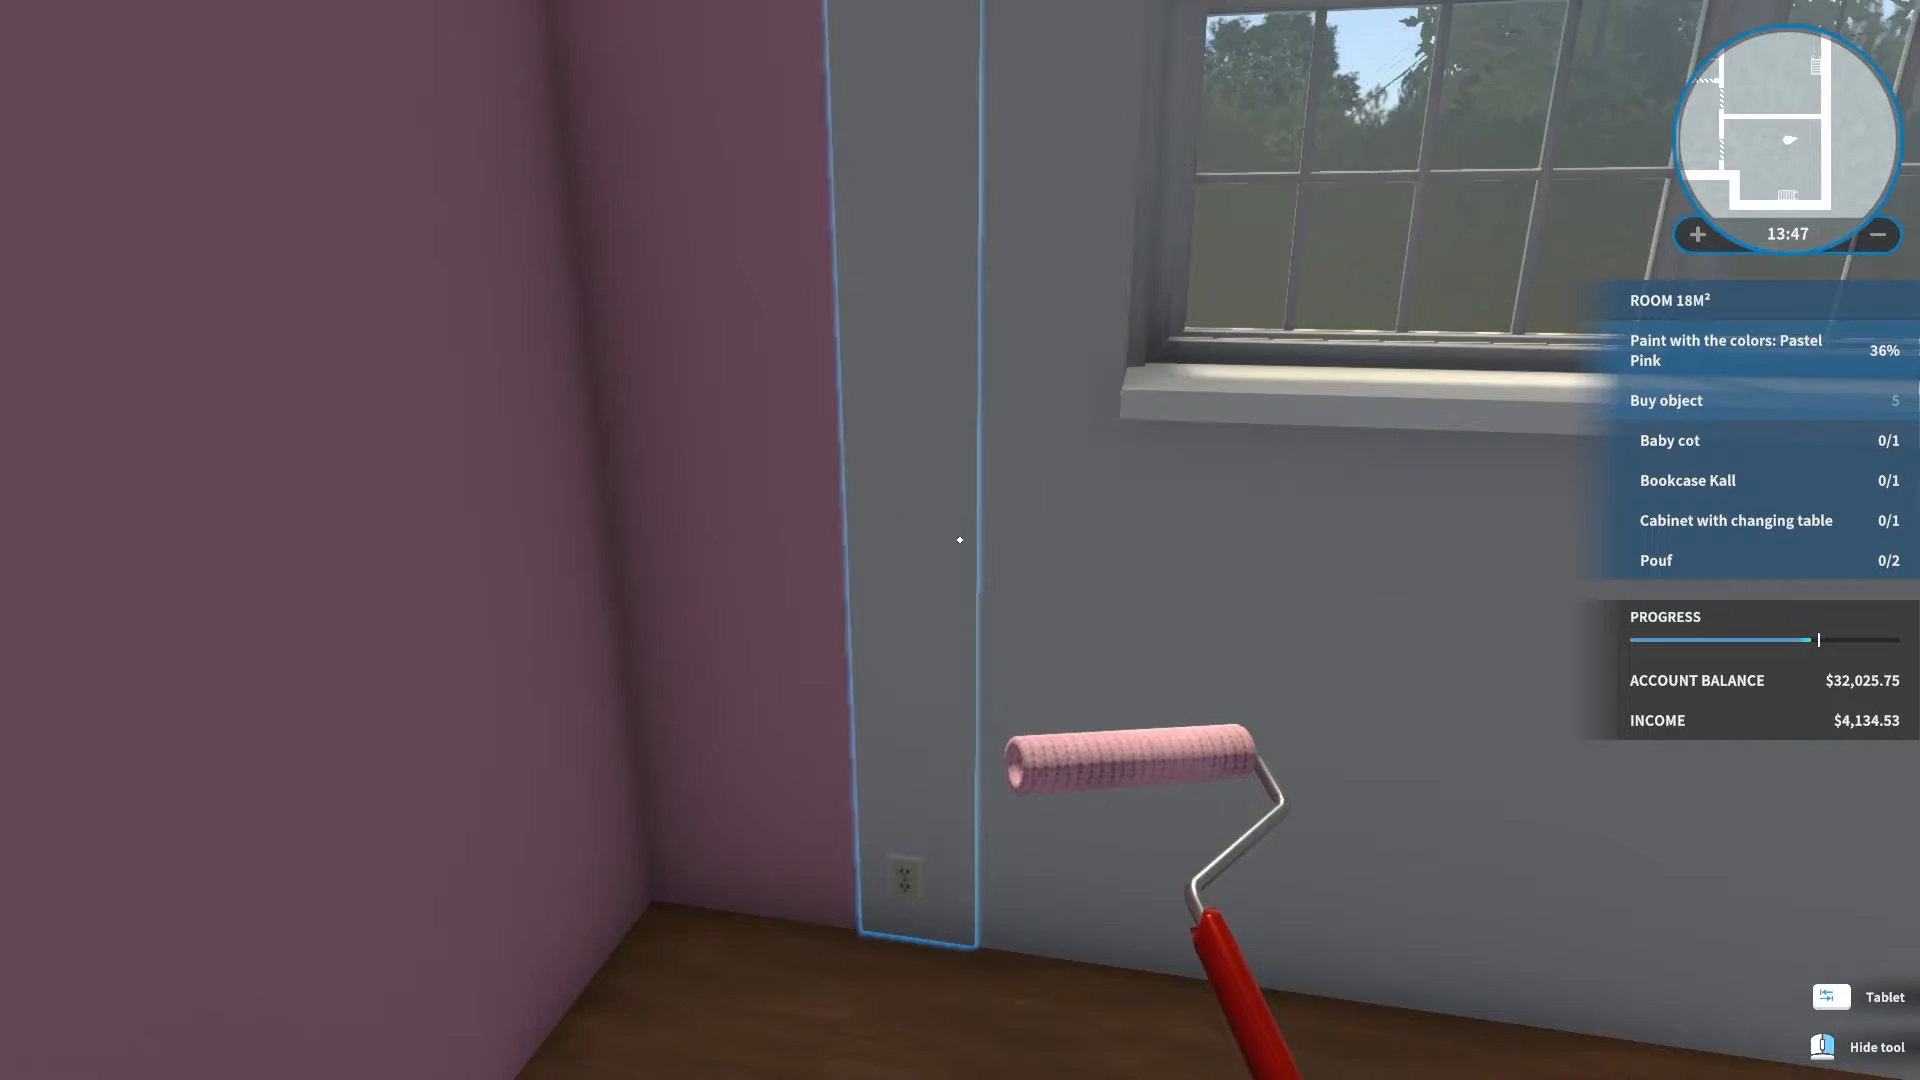 13:47
ROOM 18M²
Paint with the colors: Pastel
Pink
36%
Buy object 5
Baby cot 0/1
Bookcase Kall 0/1
Cabinet with changing table 0/1
Pouf 0/2
PROGRESS
ACCOUNT BALANCE $32,025.75
INCOME $4,134.53
Tablet
Hide tool